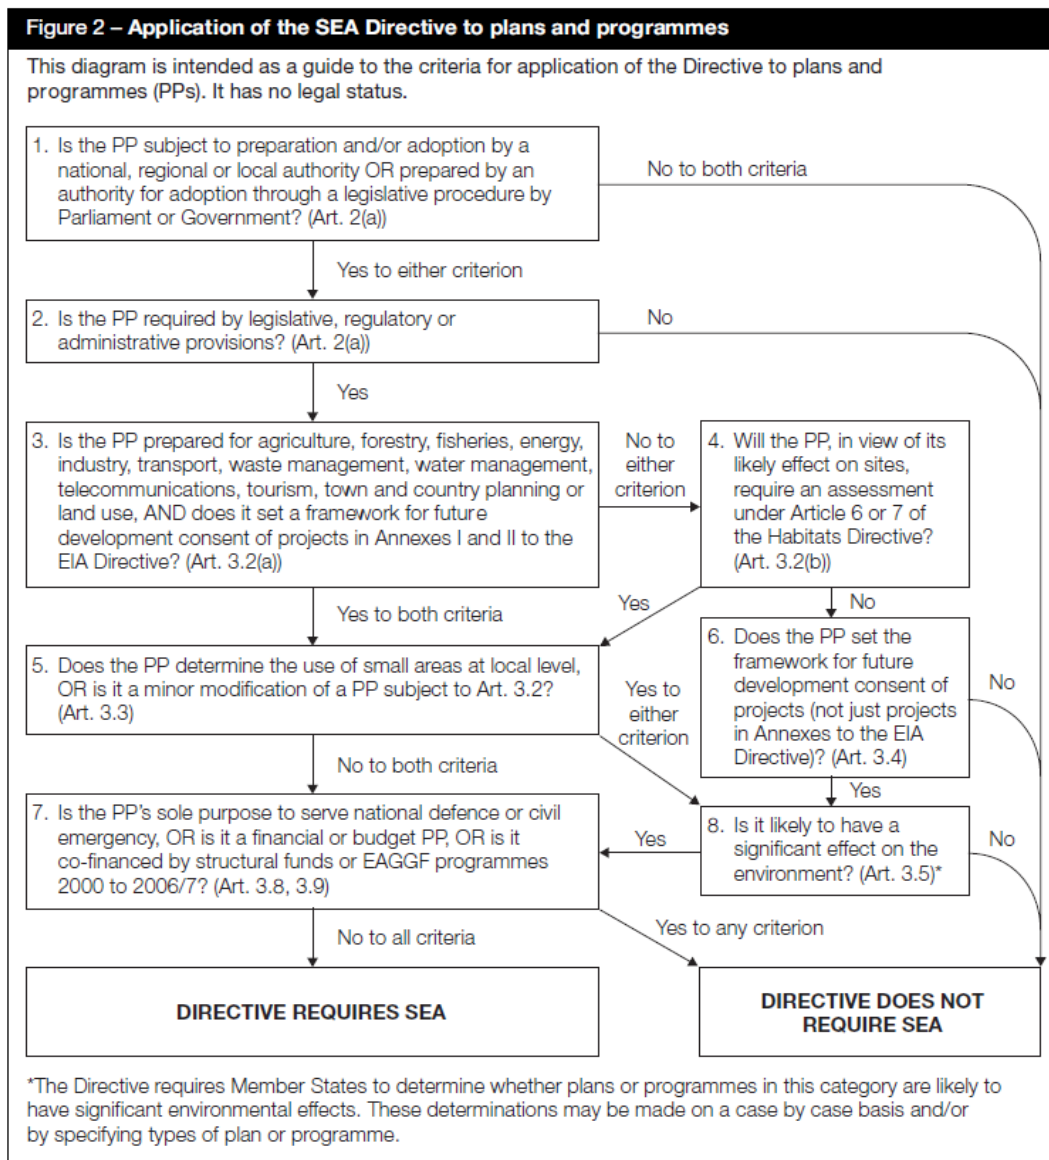 Figure 2 – Application of the SEA Directive to plans and programmes
This diagram is intended as a guide to the criteria for application of the Directive to plans and
programmes (PPs). It has no legal status.
1. Is the PP subject to preparation and/or adoption by a
national, regional or local authority OR prepared by an
authority for adoption through a legislative procedure by
Parliament or Government? (Art. 2(a))
No to both criteria
Yes to either criterion
2. Is the PP required by legislative, regulatory or
administrative provisions? (Art. 2(a))
No
Yes
3. Is the PP prepared for agriculture, forestry, fisheries, energy,
industry, transport, waste management, water management,
telecommunications, tourism, town and country planning or
land use, AND does it set a framework for future
development consent of projects in Annexes I and II to the
EIA Directive? (Art. 3.2(a))
No to
either
criterion
4. Will the PP, in view of its
likely effect on sites,
require an assessment
under Article 6 or 7 of
the Habitats Directive?
(Art. 3.2(b))
Yes to both criteria
Yes
No
5. Does the PP determine the use of small areas at local level,
OR is it a minor modification of a PP subject to Art. 3.2?
(Art. 3.3)
Yes to
either
criterion
6. Does the PP set the
framework for future
development consent of
projects (not just projects
in Annexes to the EIA
Directive)? (Art. 3.4)
No
No to both criteria
Yes
7. Is the PP's sole purpose to serve national defence or civil
emergency, OR is it a financial or budget PP, OR is it
co-financed by structural funds or EAGGF programmes
2000 to 2006/7? (Art. 3.8, 3.9)
Yes
8. Is it likely to have a
significant effect on the
environment? (Art. 3.5)*
No
No to all criteria
Yes to any criterion
DIRECTIVE REQUIRES SEA
DIRECTIVE DOES NOT
REQUIRE SEA
*The Directive requires Member States to determine whether plans or programmes in this category are likely to
have significant environmental effects. These determinations may be made on a case by case basis and/or
by specifying types of plan or programme.